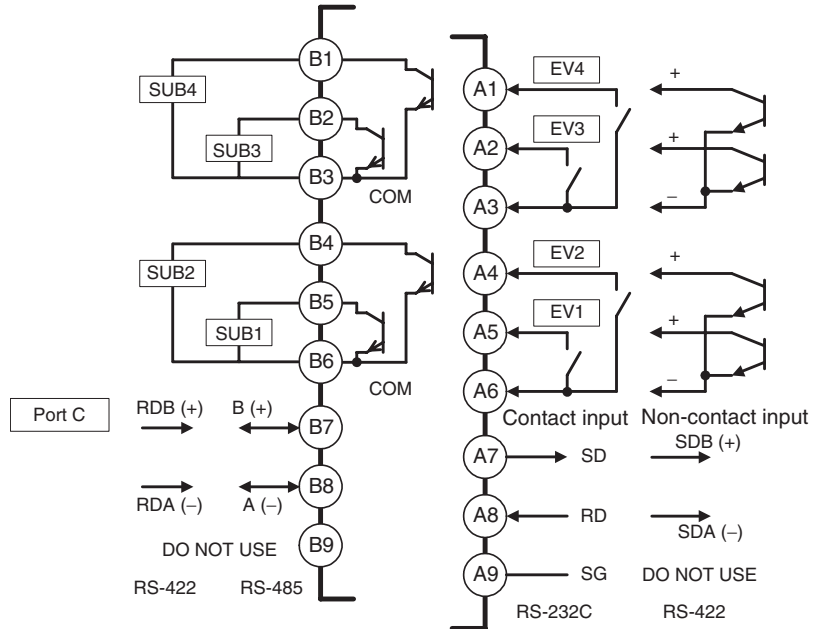 B1
SUB4
B2
SUB3
B3
COM
B4
SUB2
B5
SUB1
B6
COM
Port C
RDB (+) B (+)
B7
B8
RDA (−) A (−)
DO NOT USE B9
RS-422 RS-485
EV4 +
A1
EV3 +
A2
−
A3
EV2 +
A4
EV1 +
A5
−
A6
Contact input Non-contact input
A7 SD SDB (+)
A8 RD
SDA (−)
A9 SG DO NOT USE
RS-232C RS-422